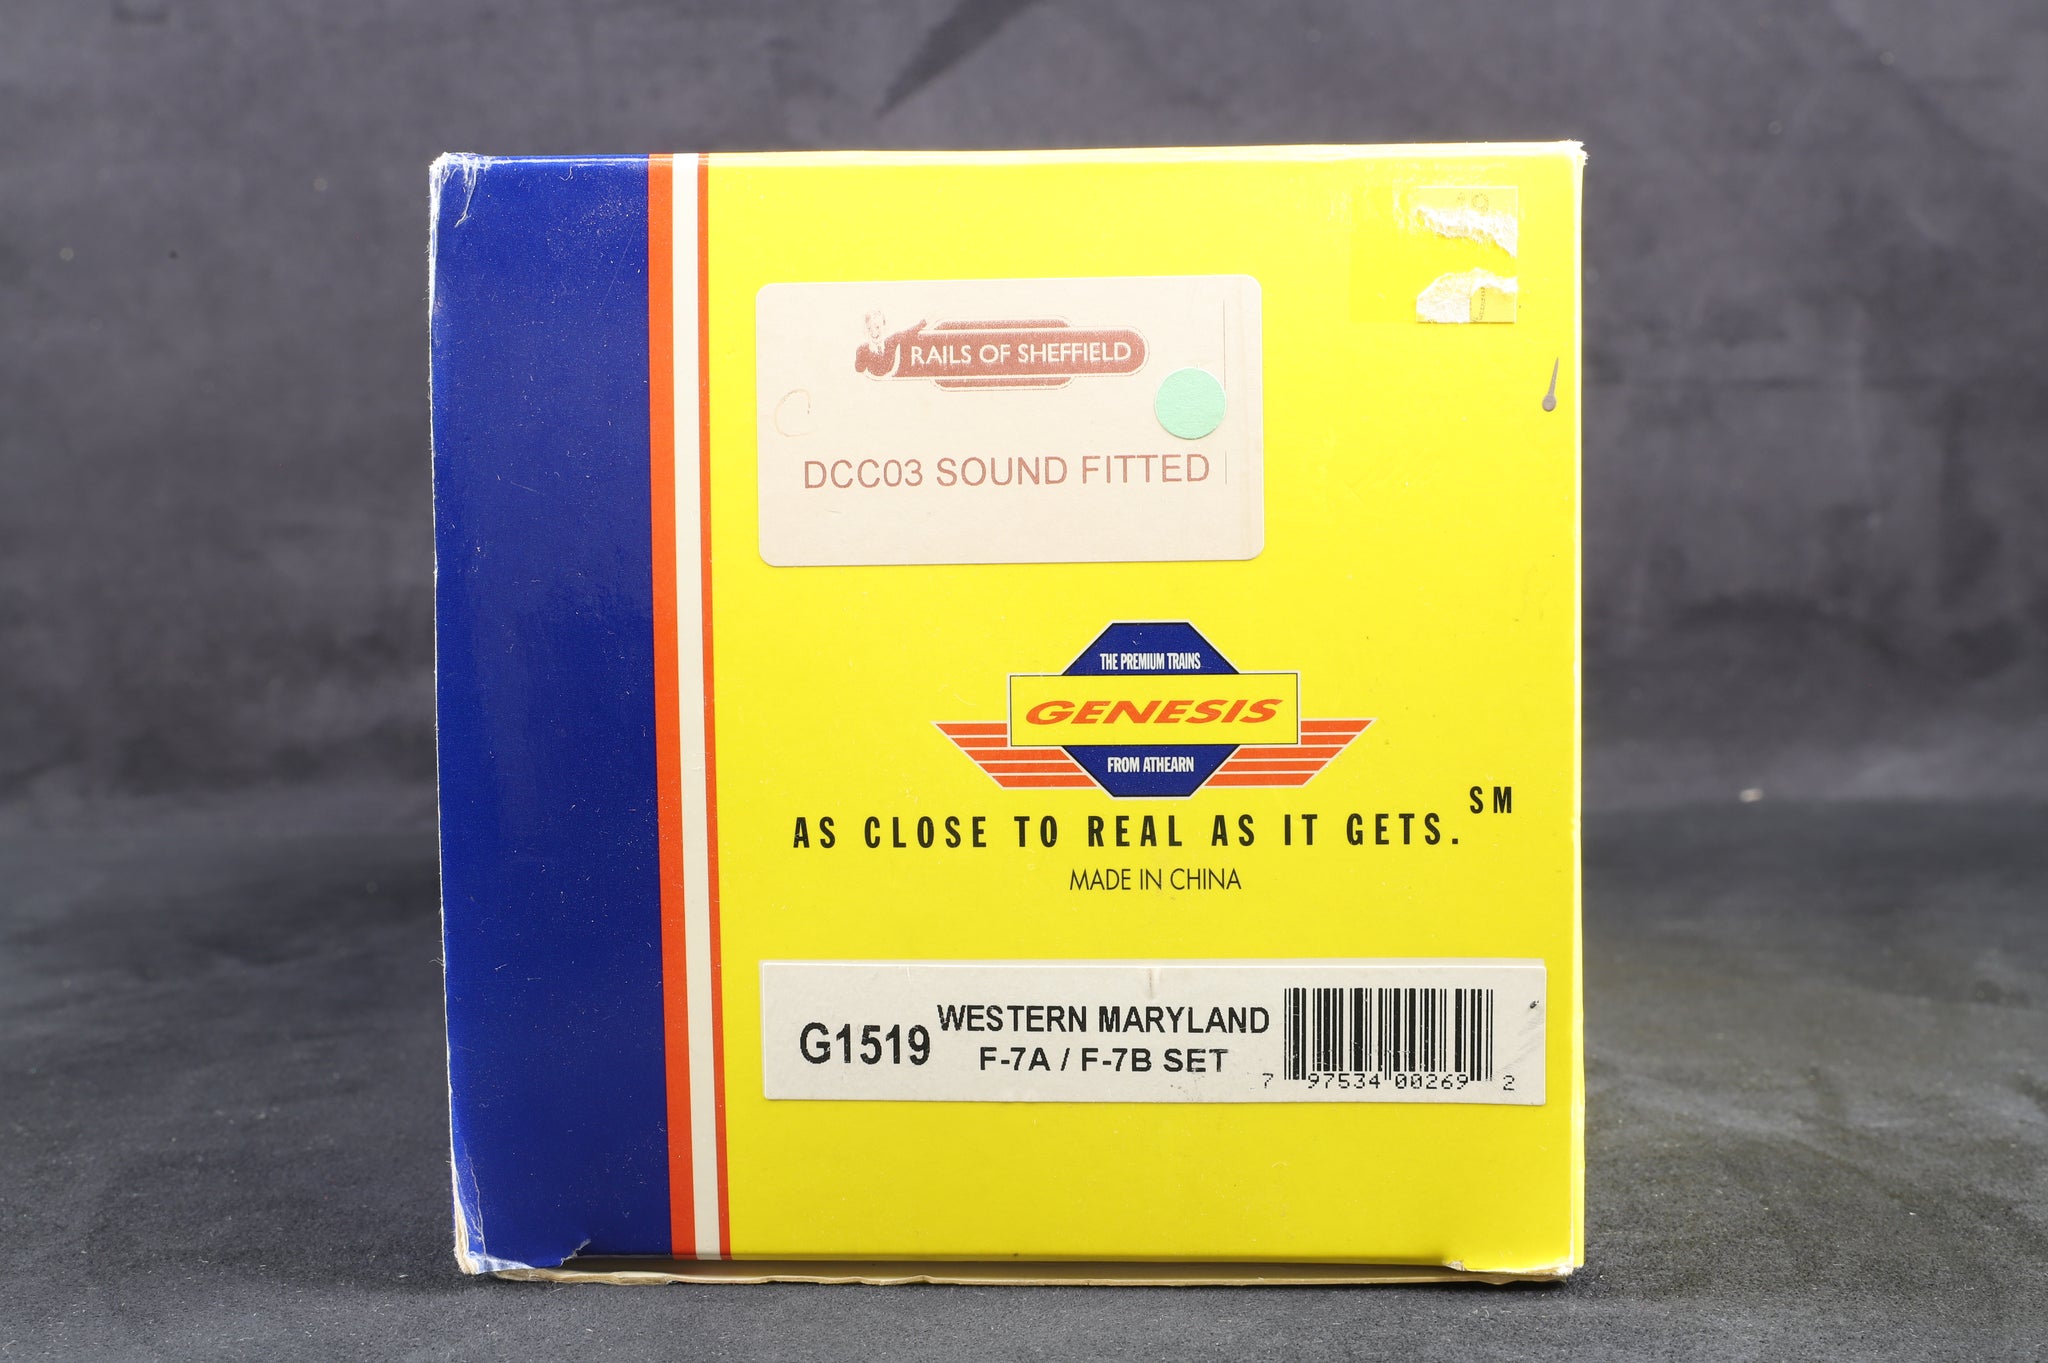 19
RAILS OF SHEFFIELD
DCC03 SOUND FITTED
THE PREMIUM TRAINS
GENESIS
FROM ATHEARN
AS CLOSE TO REAL AS IT GETS.SM
MADE IN CHINA
G1519
WESTERN MARYLAND
F-7A / F-7B SET
7 97534 00269 2